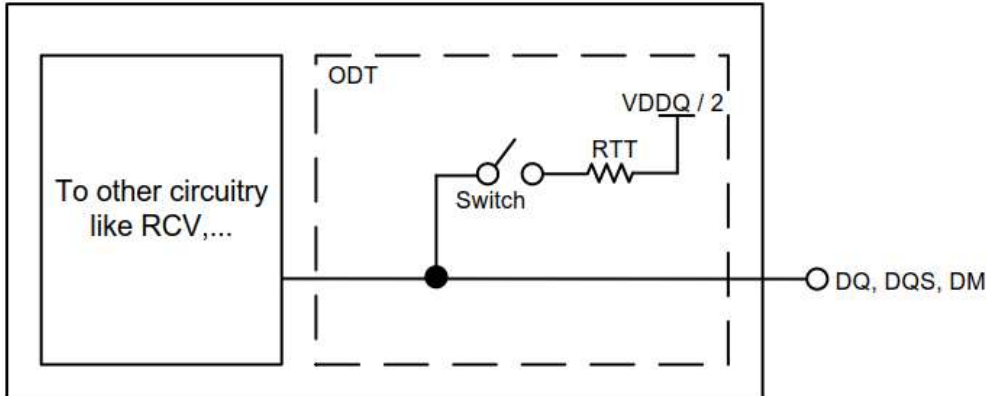 ODT
VDDQ / 2
RTT
Switch
To other circuitry
like RCV,...
DQ, DQS, DM